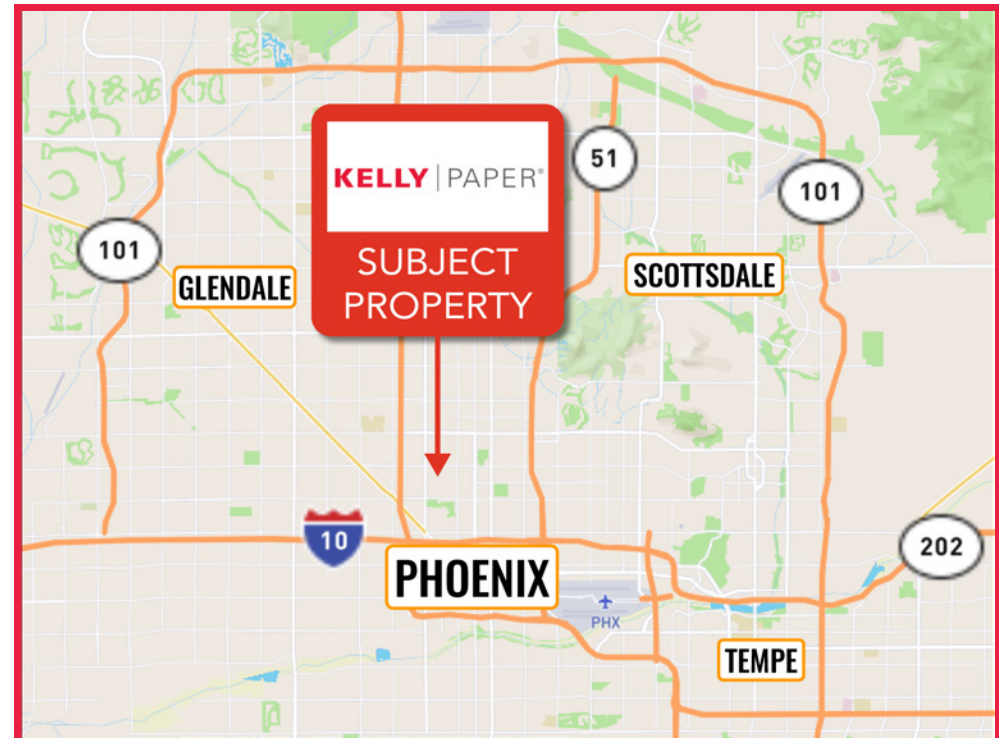 51
KELLY | PAPER®
101
101
SUBJECT
PROPERTY
SCOTTSDALE
GLENDALE
10
202
PHOENIX
PHX
TEMPE